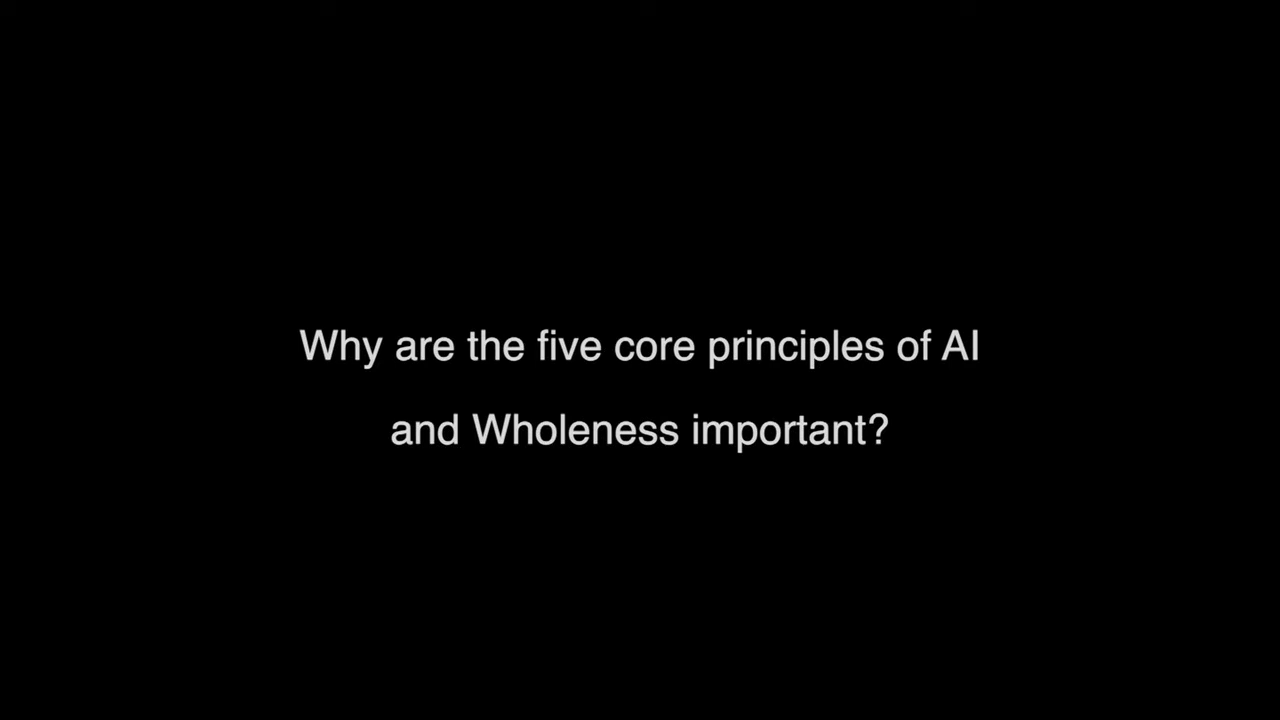 Why are the five core principles of AI
and Wholeness important?